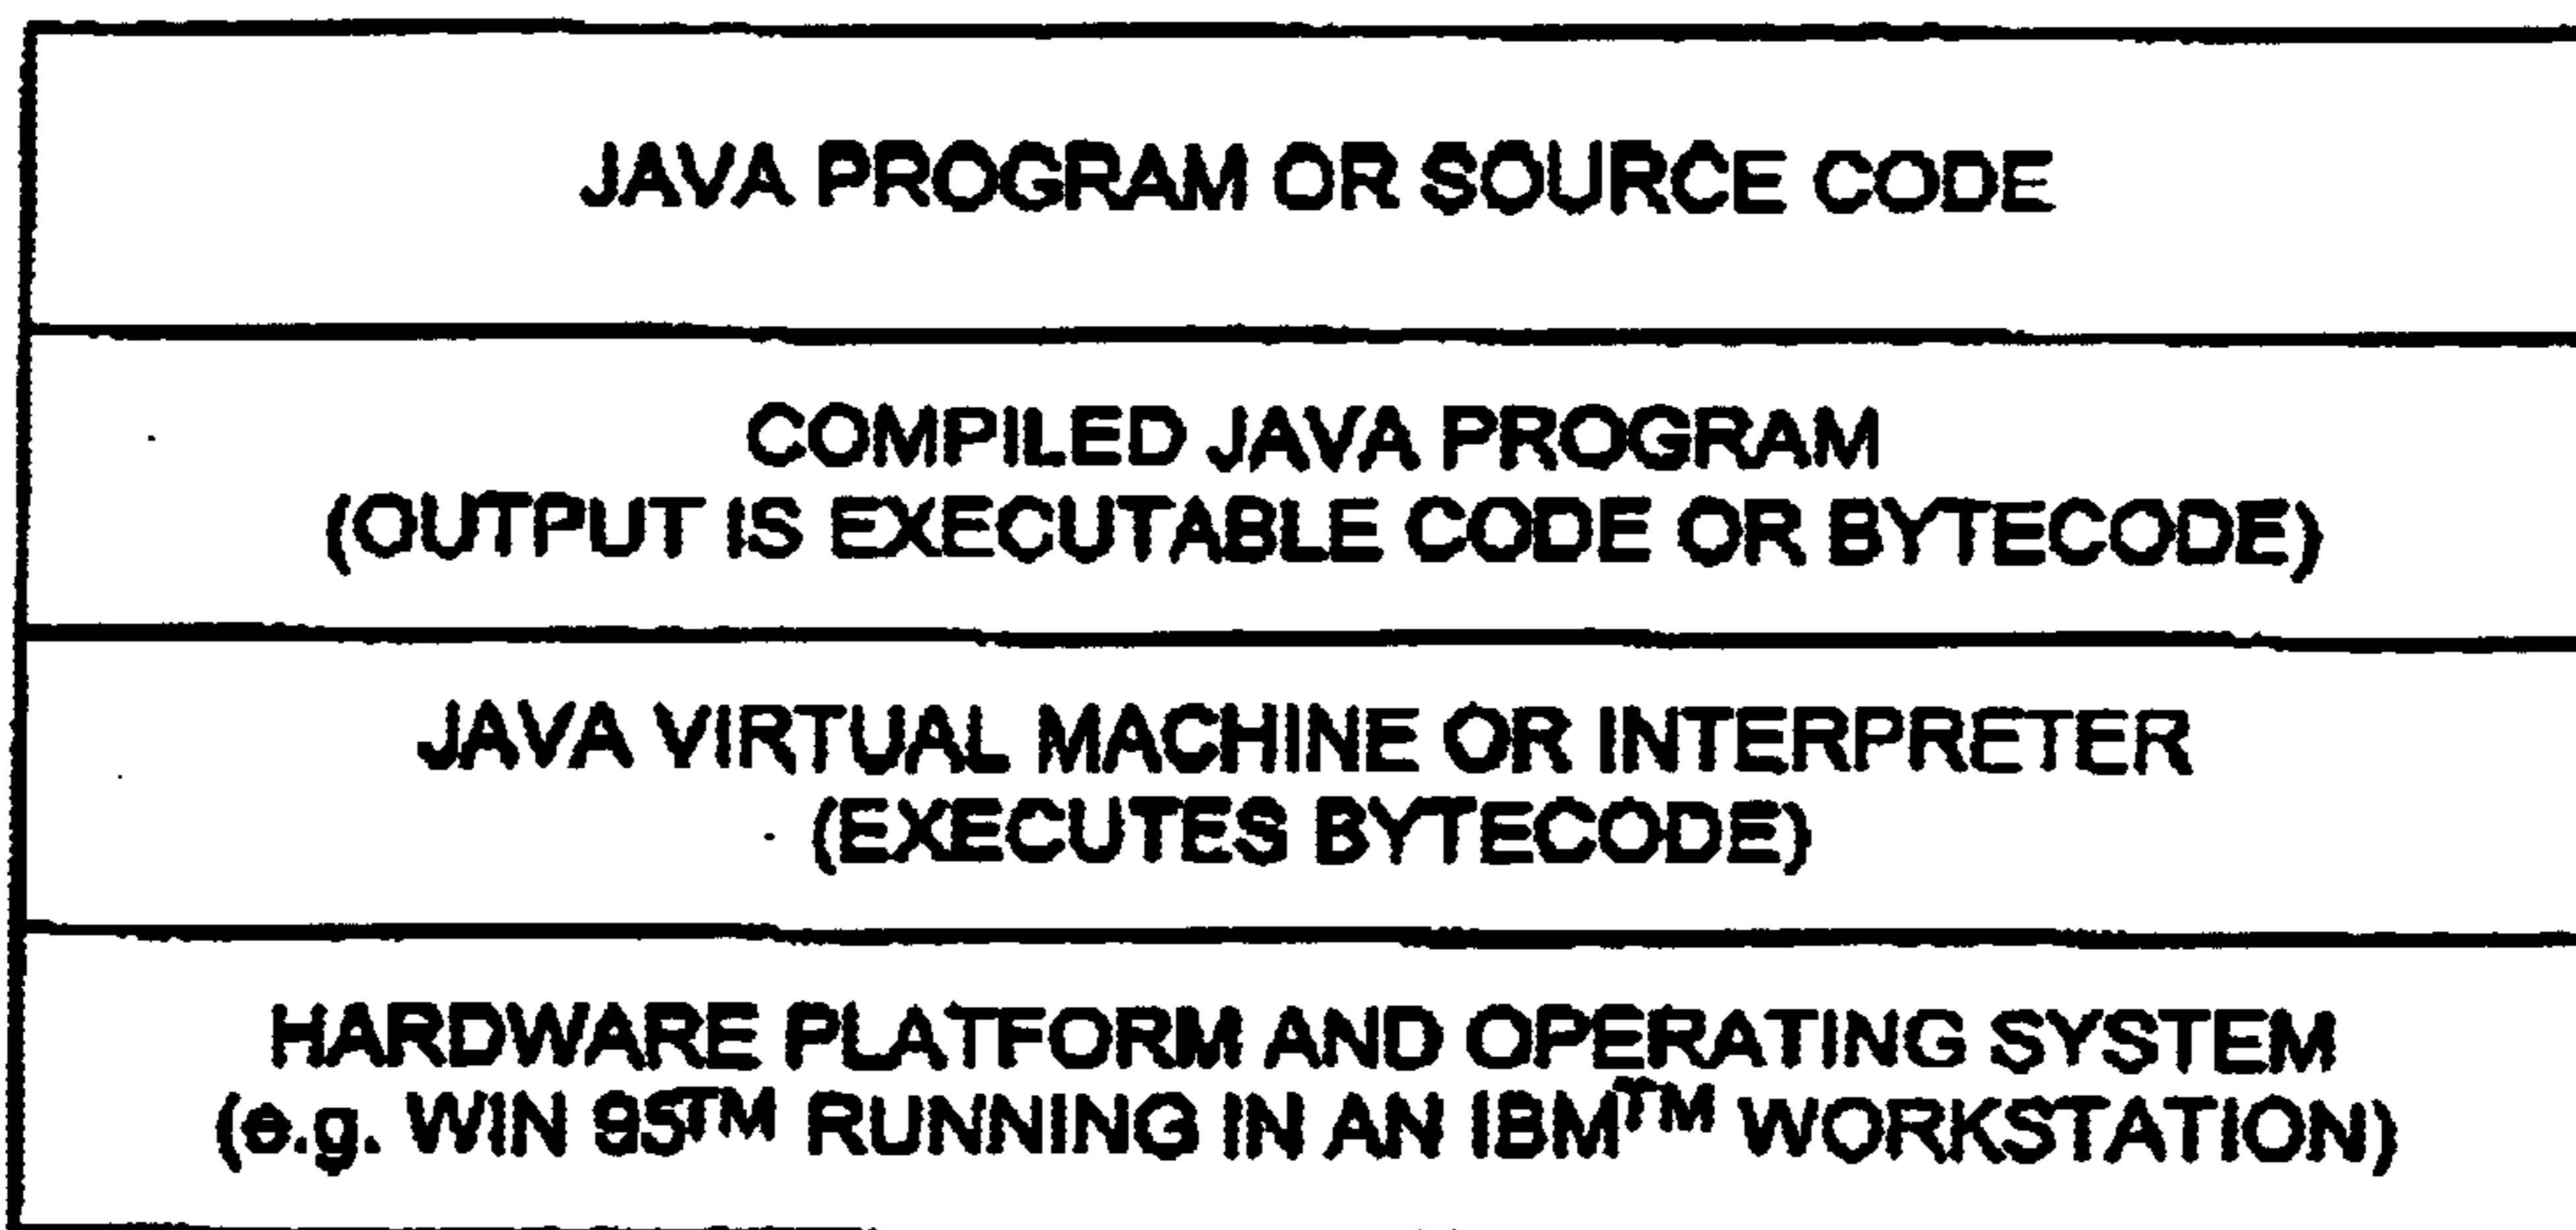 JAVA PROGRAM OR SOURCE CODE
COMPILED JAVA PROGRAM
(OUTPUT IS EXECUTABLE CODE OR BYTECODE)
JAVA VIRTUAL MACHINE OR INTERPRETER
(EXECUTES BYTECODE)
HARDWARE PLATFORM AND OPERATING SYSTEM
(e.g. WIN 95™ RUNNING IN AN IBM™ WORKSTATION)